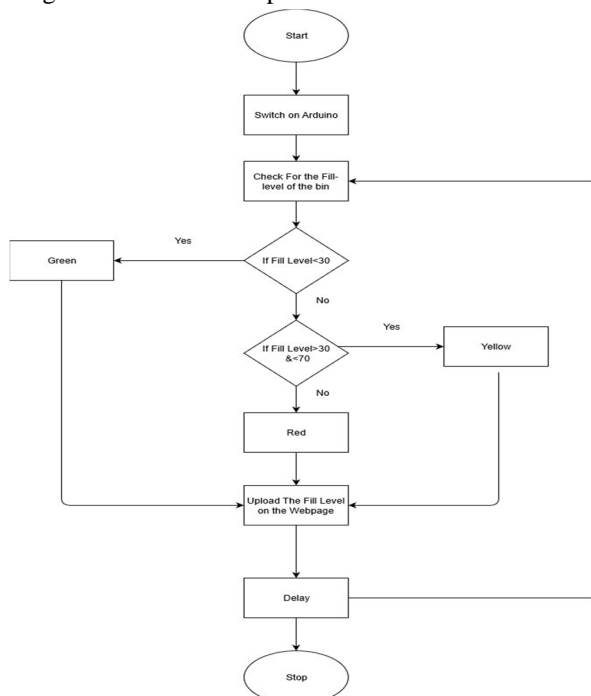 Start
Switch on Arduino
Check For the Fill-
level of the bin
Yes
Green
If Fill Level<30
No
If Fill Level>30
&<70
Yes
Yellow
No
Red
Upload The Fill Level
on the Webpage
Delay
Stop